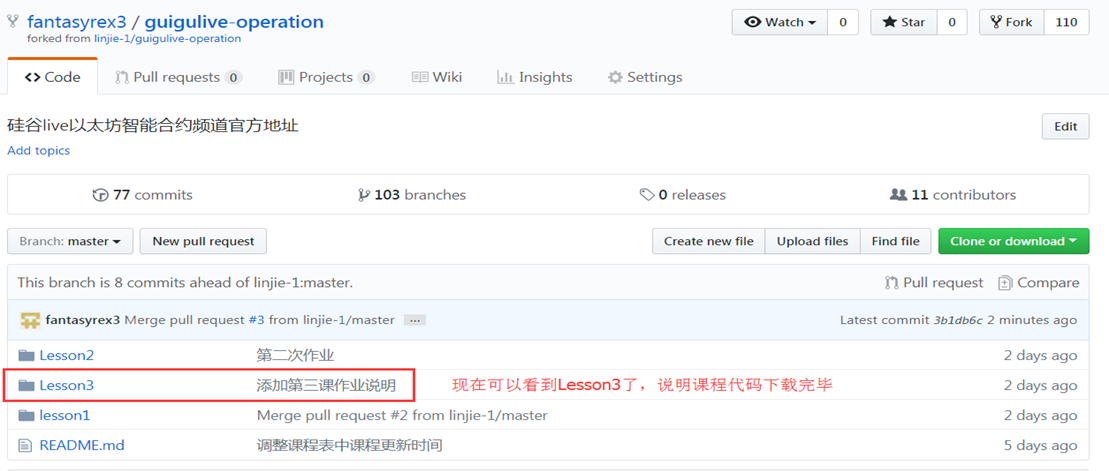 fantasyrex3 / guigulive-operation
Watch 0 Star 0 Fork 110
forked from linjie-1/guigulive-operation
Code Pull requests 0 Projects 0 Wiki Insights Settings
硅谷live以太坊智能合约频道官方地址
Edit
Add topics
77 commits 103 branches 0 releases 11 contributors
Branch: master New pull request Create new file Upload files Find file Clone or download
This branch is 8 commits ahead of linjie-1:master. Pull request Compare
fantasyrex3 Merge pull request #3 from linjie-1/master ... Latest commit 3b1db6c 2 minutes ago
Lesson2 第二次作业 2 days ago
Lesson3 添加第三课作业说明 现在可以看到Lesson3了，说明课程代码下载完毕 2 days ago
lesson1 Merge pull request #2 from linjie-1/master 2 days ago
README.md 调整课程表中课程更新时间 5 days ago